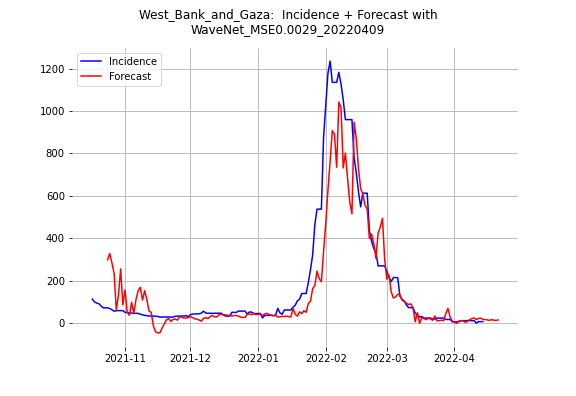 West_Bank_and_Gaza:  Incidence + Forecast with
WaveNet_MSE0.0029_20220409
Incidence
Forecast
1200
1000
800
600
400
200
0
2021-11 2021-12 2022-01 2022-02 2022-03 2022-04